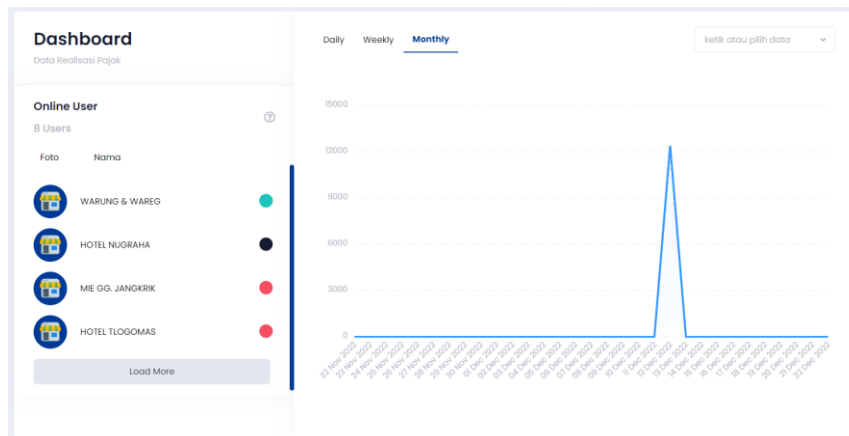 Dashboard
Data Realisasi Pajak
Online User
8 Users
Foto Nama
WARUNG & WAREG
HOTEL NUGRAHA
MIE GG. JANGKRIK
HOTEL TLOGOMAS
Load More
Daily Weekly Monthly
ketik atau pilih data
15000
12000
9000
6000
3000
0
22 Nov 2022
23 Nov 2022
24 Nov 2022
25 Nov 2022
26 Nov 2022
27 Nov 2022
28 Nov 2022
29 Nov 2022
30 Nov 2022
01 Dec 2022
02 Dec 2022
03 Dec 2022
04 Dec 2022
05 Dec 2022
06 Dec 2022
07 Dec 2022
08 Dec 2022
09 Dec 2022
10 Dec 2022
11 Dec 2022
12 Dec 2022
13 Dec 2022
14 Dec 2022
15 Dec 2022
16 Dec 2022
17 Dec 2022
18 Dec 2022
19 Dec 2022
20 Dec 2022
21 Dec 2022
22 Dec 2022